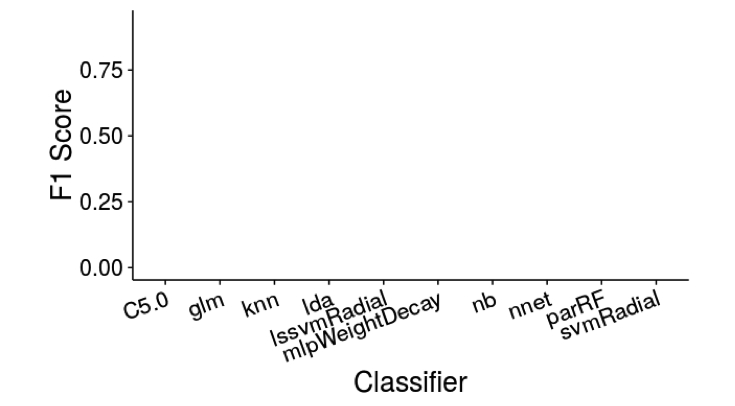 F1 Score
0.75
0.50
0.25
0.00
C5.0
glm
knn
lda
lssvmRadial
mlpWeightDecay
nb
nnet
parRF
svmRadial
Classifier